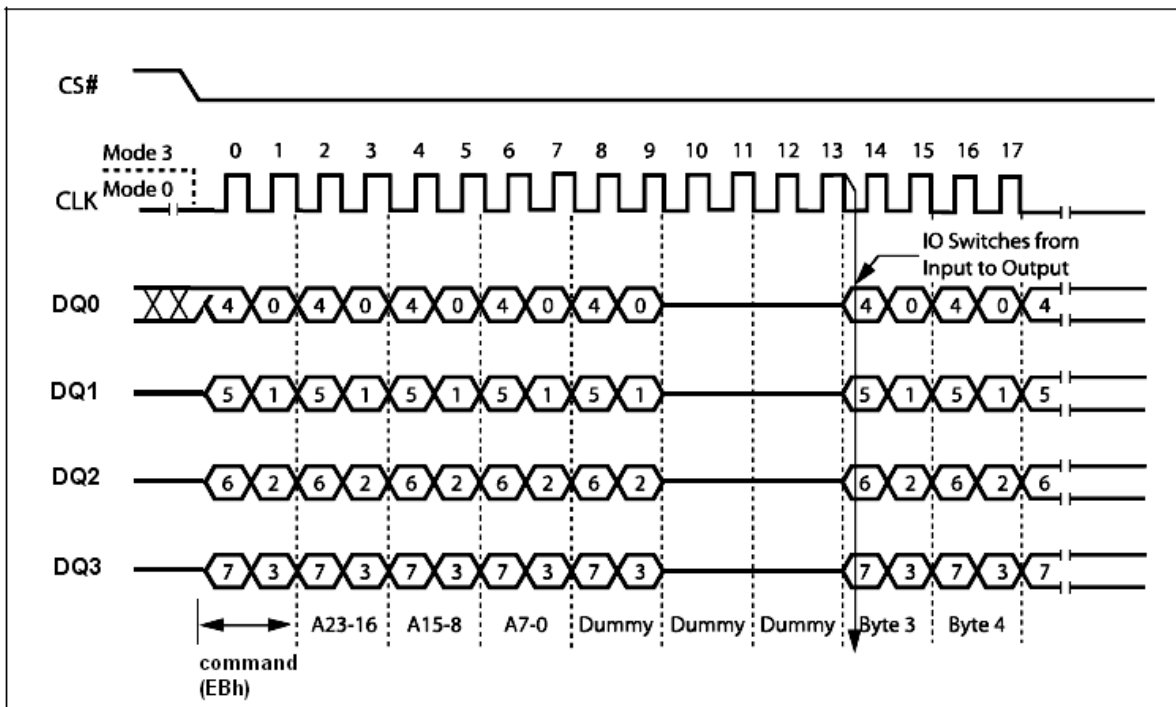 CS#
Mode 3
0 1 2 3 4 5 6 7 8 9 10 11 12 13 14 15 16 17
Mode 0
CLK
IO Switches from
Input to Output
DQ0 4 0 4 0 4 0 4 0 4 0 4 0 4 0 4
DQ1 5 1 5 1 5 1 5 1 5 1 5 1 5 1 5
DQ2 6 2 6 2 6 2 6 2 6 2 6 2 6 2 6
DQ3 7 3 7 3 7 3 7 3 7 3 7 3 7 3 7
A23-16 A15-8 A7-0 Dummy Dummy Dummy Byte 3 Byte 4
command
(EBh)